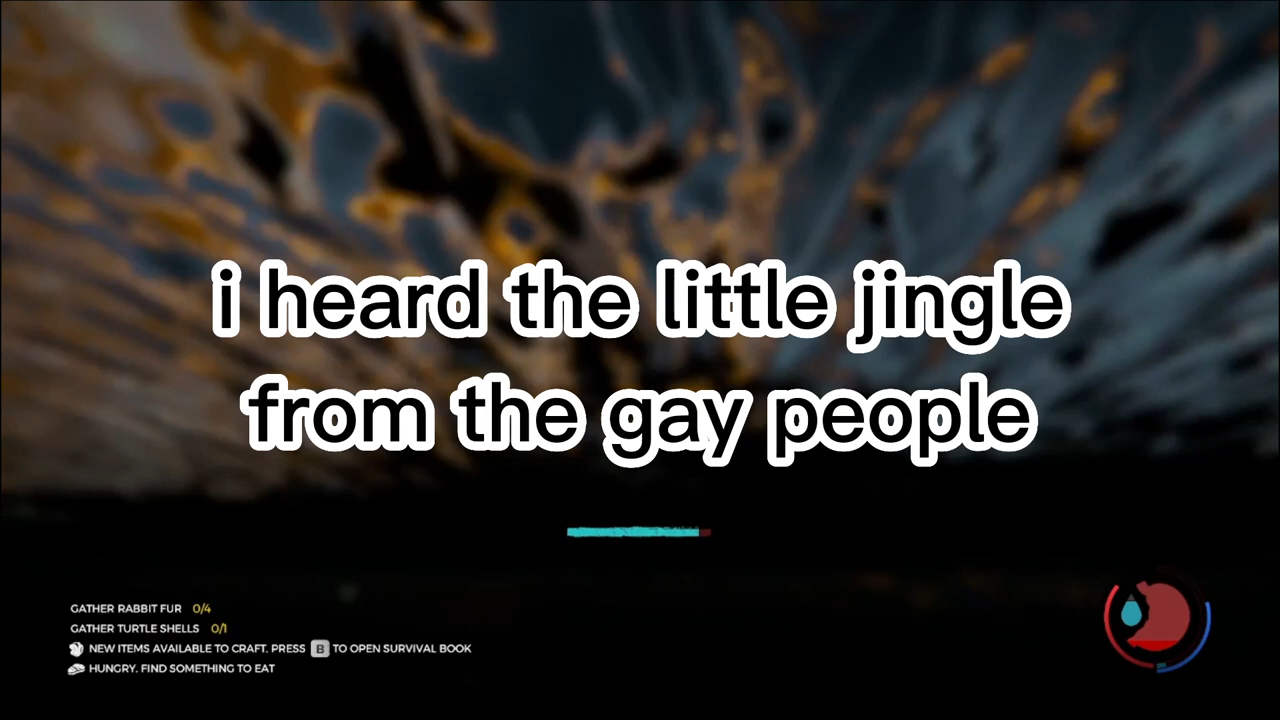 i heard the little jingle
from the gay people
GATHER RABBIT FUR 0/4
GATHER TURTLE SHELLS 0/1
NEW ITEMS AVAILABLE TO CRAFT. PRESS B TO OPEN SURVIVAL BOOK
HUNGRY. FIND SOMETHING TO EAT